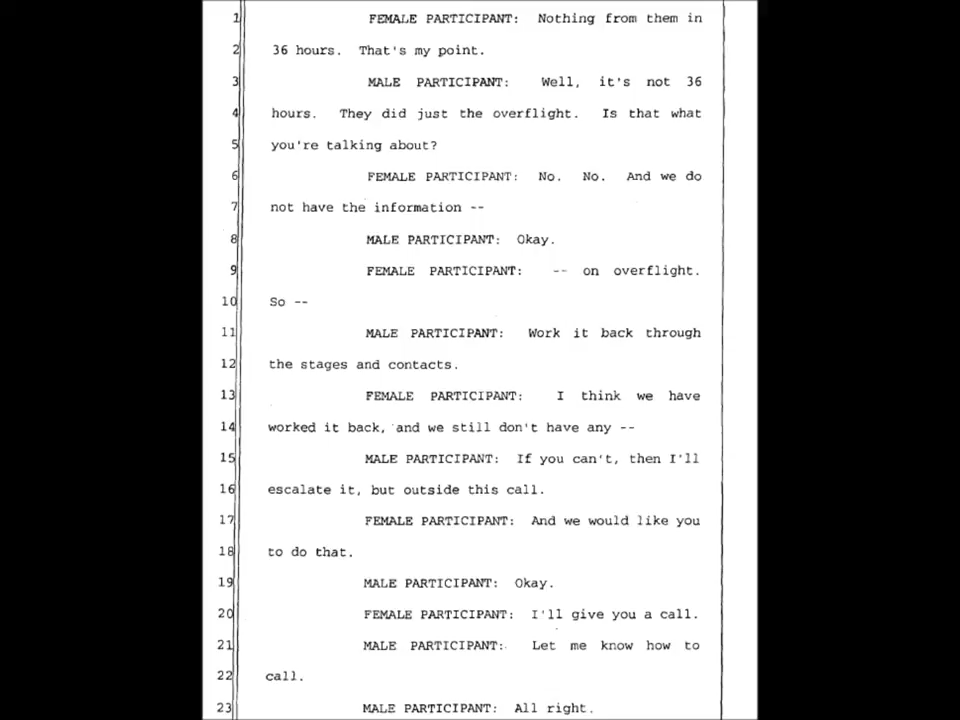 1 FEMALE PARTICIPANT: Nothing from them in
2 36 hours. That's my point.
3 MALE PARTICIPANT: Well, it's not 36
4 hours. They did just the overflight. Is that what
5 you're talking about?
6 FEMALE PARTICIPANT: No. No. And we do
7 not have the information --
8 MALE PARTICIPANT: Okay.
9 FEMALE PARTICIPANT: -- on overflight.
10 So --
11 MALE PARTICIPANT: Work it back through
12 the stages and contacts.
13 FEMALE PARTICIPANT: I think we have
14 worked it back, and we still don't have any --
15 MALE PARTICIPANT: If you can't, then I'll
16 escalate it, but outside this call.
17 FEMALE PARTICIPANT: And we would like you
18 to do that.
19 MALE PARTICIPANT: Okay.
20 FEMALE PARTICIPANT: I'll give you a call.
21 MALE PARTICIPANT: Let me know how to
22 call.
23 MALE PARTICIPANT: All right.